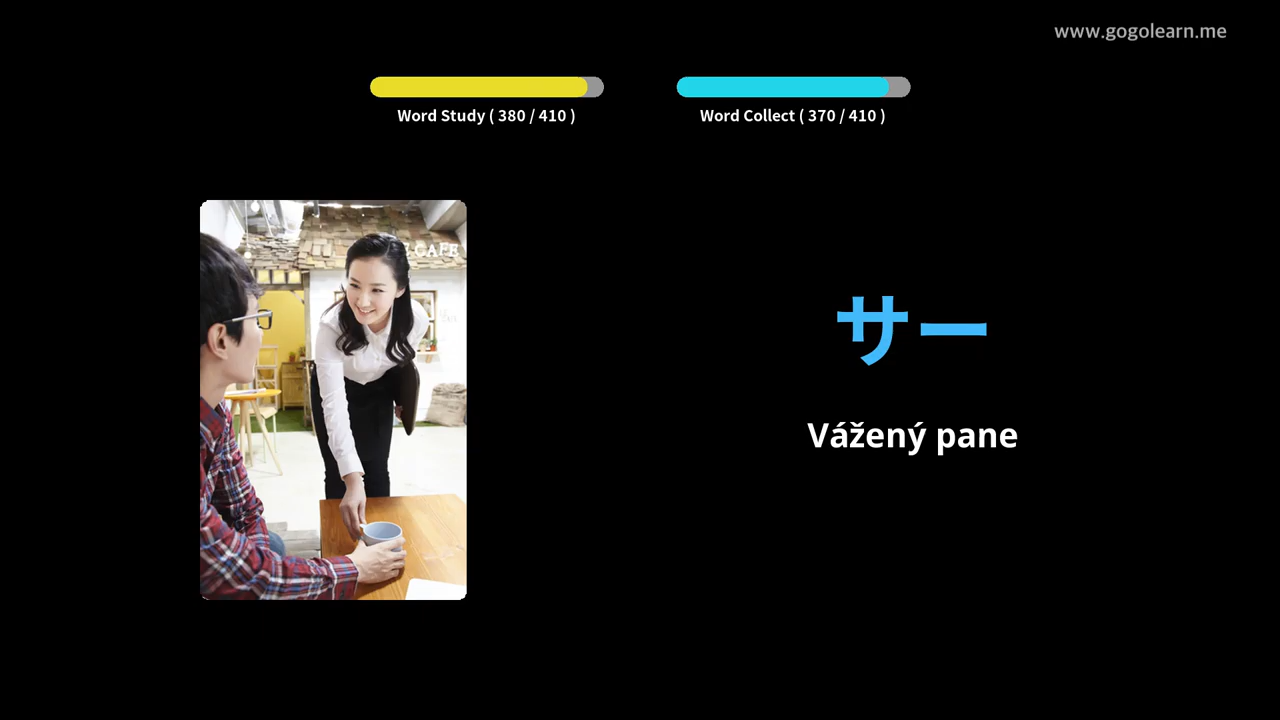 www.gogolearn.me
Word Study ( 380 / 410 )
Word Collect ( 370 / 410 )
CAFE
サー
Vážený pane